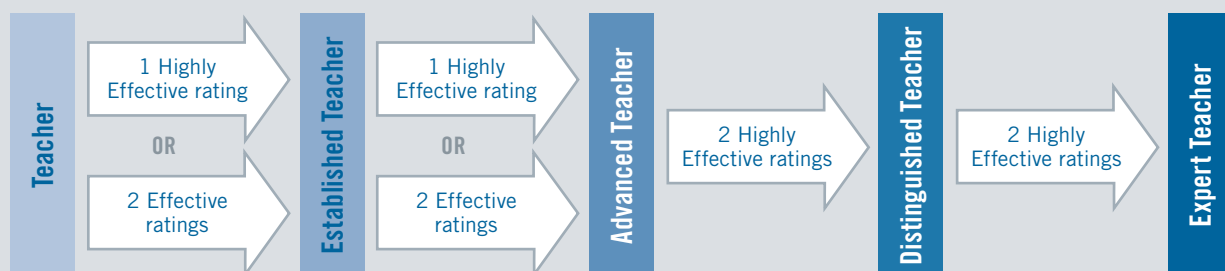 Teacher
1 Highly
Effective rating
OR
2 Effective
ratings
Established Teacher
1 Highly
Effective rating
OR
2 Effective
ratings
Advanced Teacher
2 Highly
Effective ratings
Distinguished Teacher
2 Highly
Effective ratings
Expert Teacher